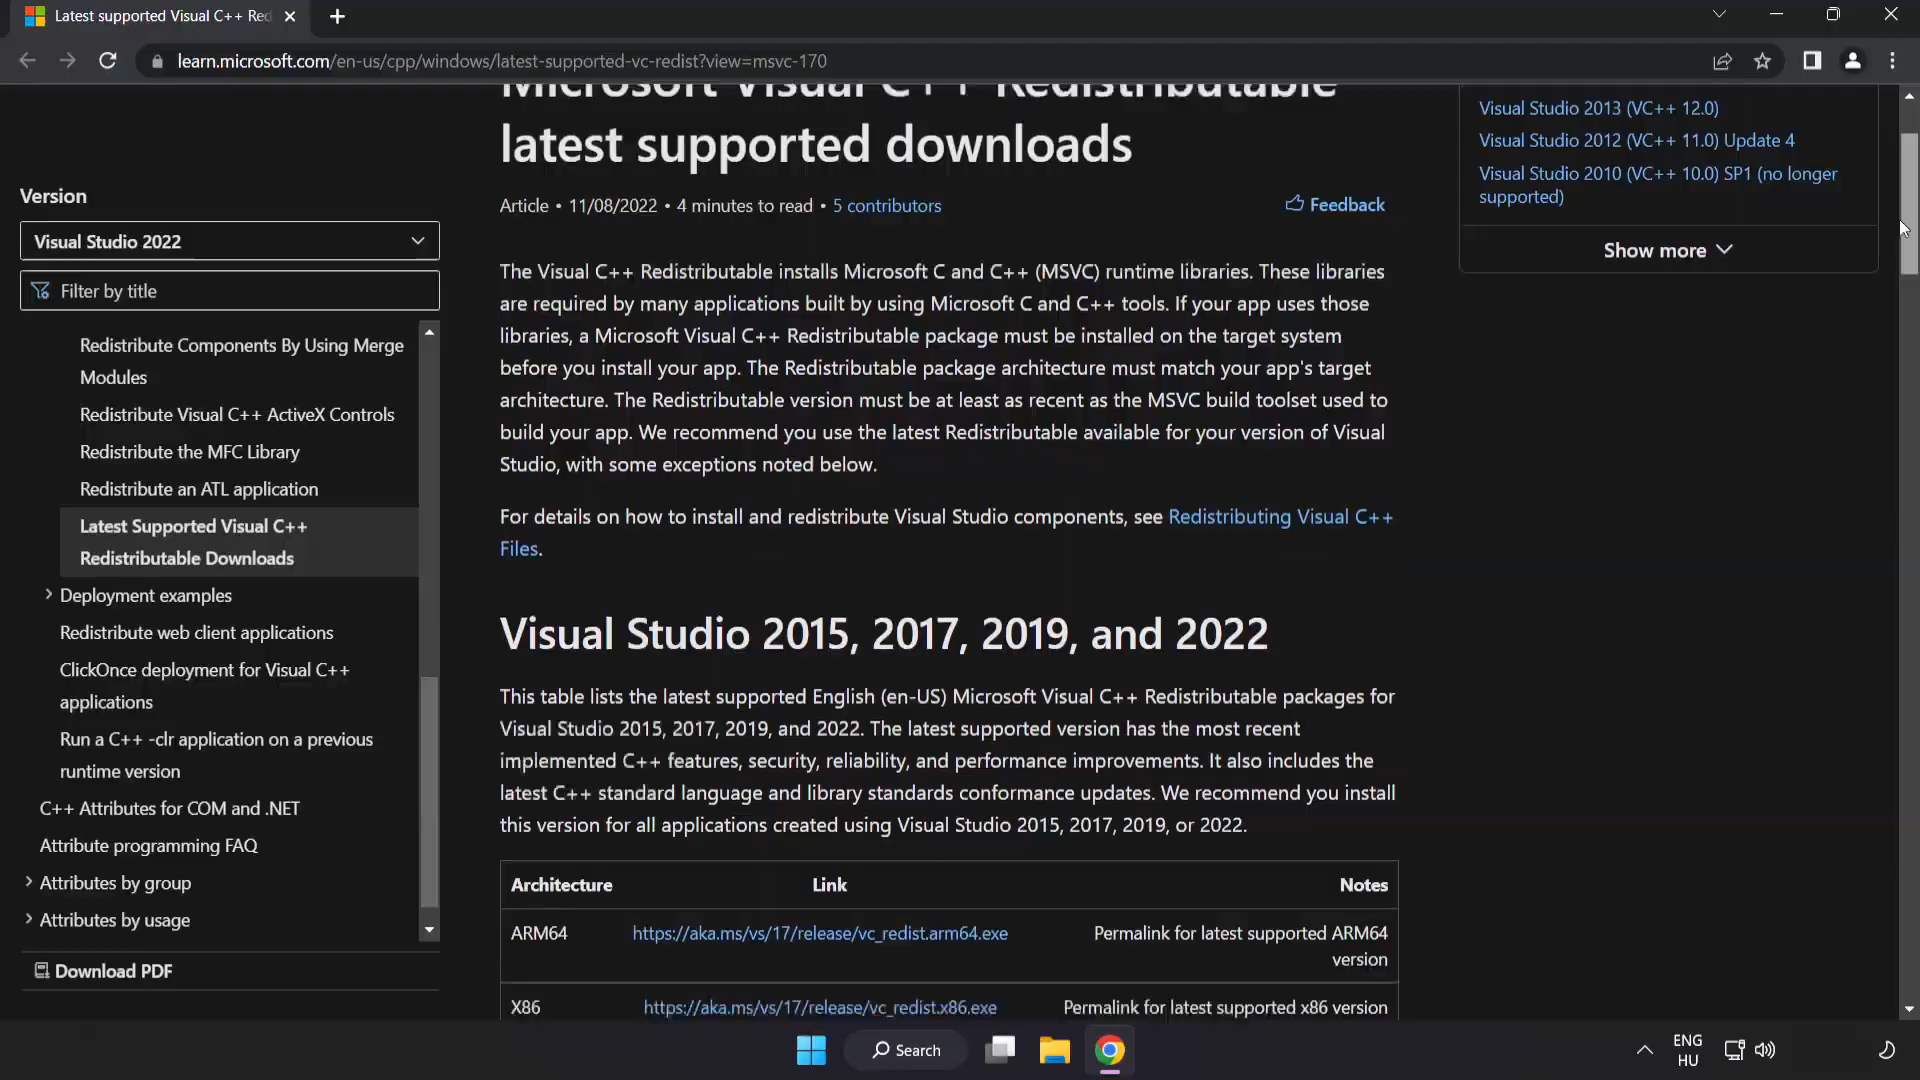 Latest supported Visual C++ Red
learn.microsoft.com/en-us/cpp/windows/latest-supported-vc-redist?view=msvc-170
Version
Visual Studio 2022
Filter by title
Redistribute Components By Using Merge
Modules
Redistribute Visual C++ ActiveX Controls
Redistribute the MFC Library
Redistribute an ATL application
Latest Supported Visual C++
Redistributable Downloads
Deployment examples
Redistribute web client applications
ClickOnce deployment for Visual C++
applications
Run a C++ -clr application on a previous
runtime version
C++ Attributes for COM and .NET
Attribute programming FAQ
Attributes by group
Attributes by usage
Download PDF
Microsoft Visual C++ Redistributable
latest supported downloads
Article • 11/08/2022 • 4 minutes to read • 5 contributors
Feedback
The Visual C++ Redistributable installs Microsoft C and C++ (MSVC) runtime libraries. These libraries
are required by many applications built by using Microsoft C and C++ tools. If your app uses those
libraries, a Microsoft Visual C++ Redistributable package must be installed on the target system
before you install your app. The Redistributable package architecture must match your app's target
architecture. The Redistributable version must be at least as recent as the MSVC build toolset used to
build your app. We recommend you use the latest Redistributable available for your version of Visual
Studio, with some exceptions noted below.
For details on how to install and redistribute Visual Studio components, see Redistributing Visual C++
Files.
Visual Studio 2015, 2017, 2019, and 2022
This table lists the latest supported English (en-US) Microsoft Visual C++ Redistributable packages for
Visual Studio 2015, 2017, 2019, and 2022. The latest supported version has the most recent
implemented C++ features, security, reliability, and performance improvements. It also includes the
latest C++ standard language and library standards conformance updates. We recommend you install
this version for all applications created using Visual Studio 2015, 2017, 2019, or 2022.
Architecture Link Notes
ARM64 https://aka.ms/vs/17/release/vc_redist.arm64.exe Permalink for latest supported ARM64
version
X86 https://aka.ms/vs/17/release/vc_redist.x86.exe Permalink for latest supported x86 version
Visual Studio 2013 (VC++ 12.0)
Visual Studio 2012 (VC++ 11.0) Update 4
Visual Studio 2010 (VC++ 10.0) SP1 (no longer
supported)
Show more
Search
ENG
HU